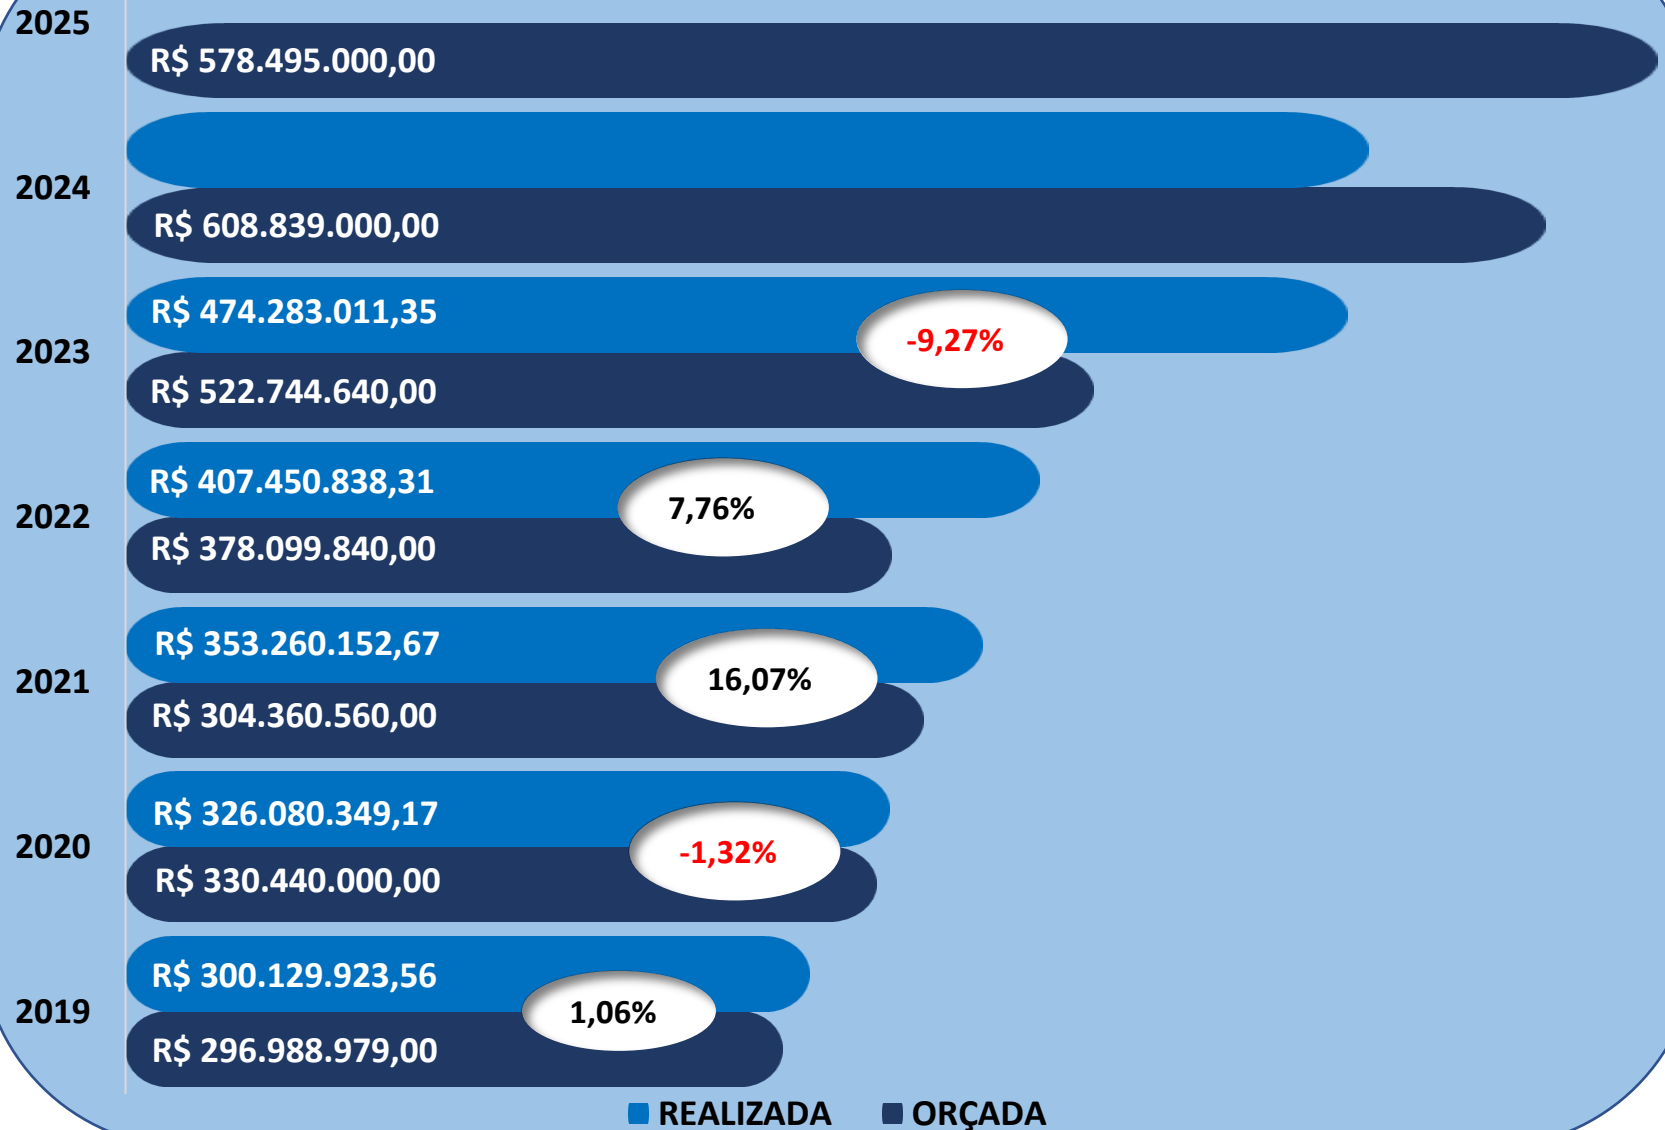 2025
R$ 578.495.000,00
2024
R$ 608.839.000,00
R$ 474.283.011,35
-9,27%
2023
R$ 522.744.640,00
R$ 407.450.838,31
7,76%
2022
R$ 378.099.840,00
R$ 353.260.152,67
16,07%
2021
R$ 304.360.560,00
R$ 326.080.349,17
-1,32%
2020
R$ 330.440.000,00
R$ 300.129.923,56
1,06%
2019
R$ 296.988.979,00
REALIZADA ORÇADA